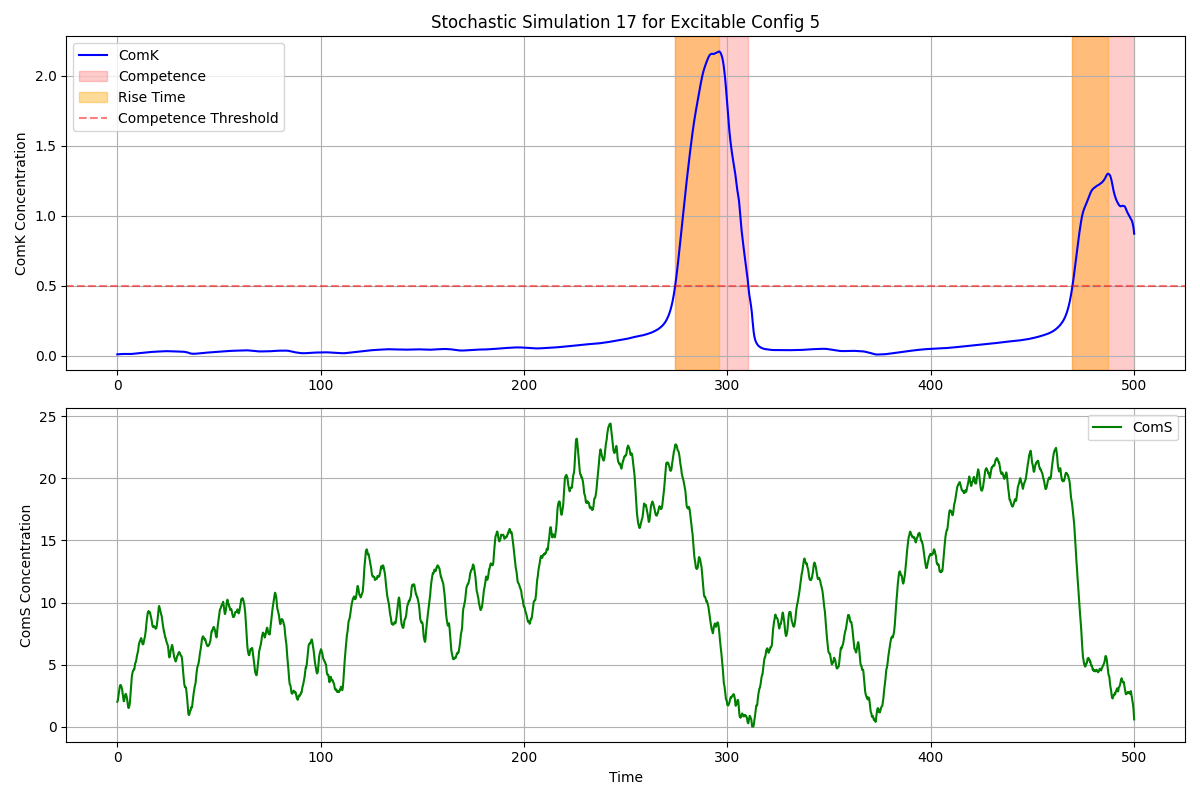 Stochastic Simulation 17 for Excitable Config 5
ComK
Competence
Rise Time
Competence Threshold
ComK Concentration
2.0
1.5
1.0
0.5
0.0
0 100 200 300 400 500
ComS
ComS Concentration
25
20
15
10
5
0
0 100 200 300 400 500
Time